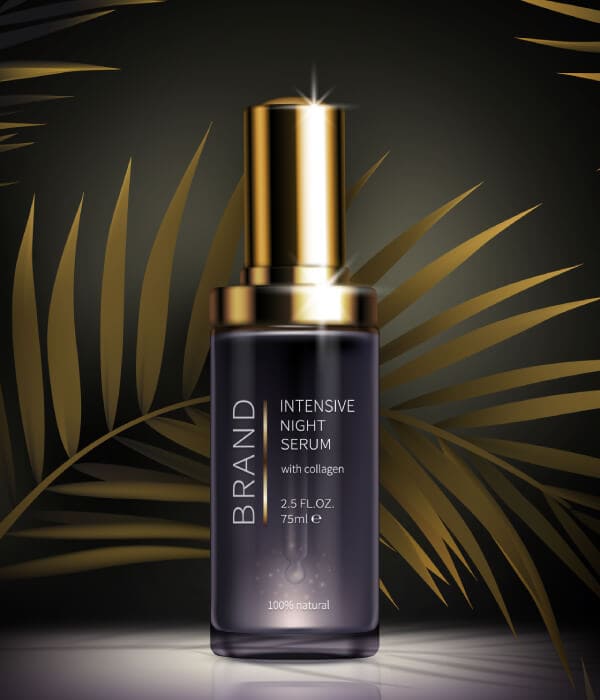 BRAND
INTENSIVE
NIGHT
SERUM
with collagen
2.5 FL.OZ.
75ml ℮
100% natural